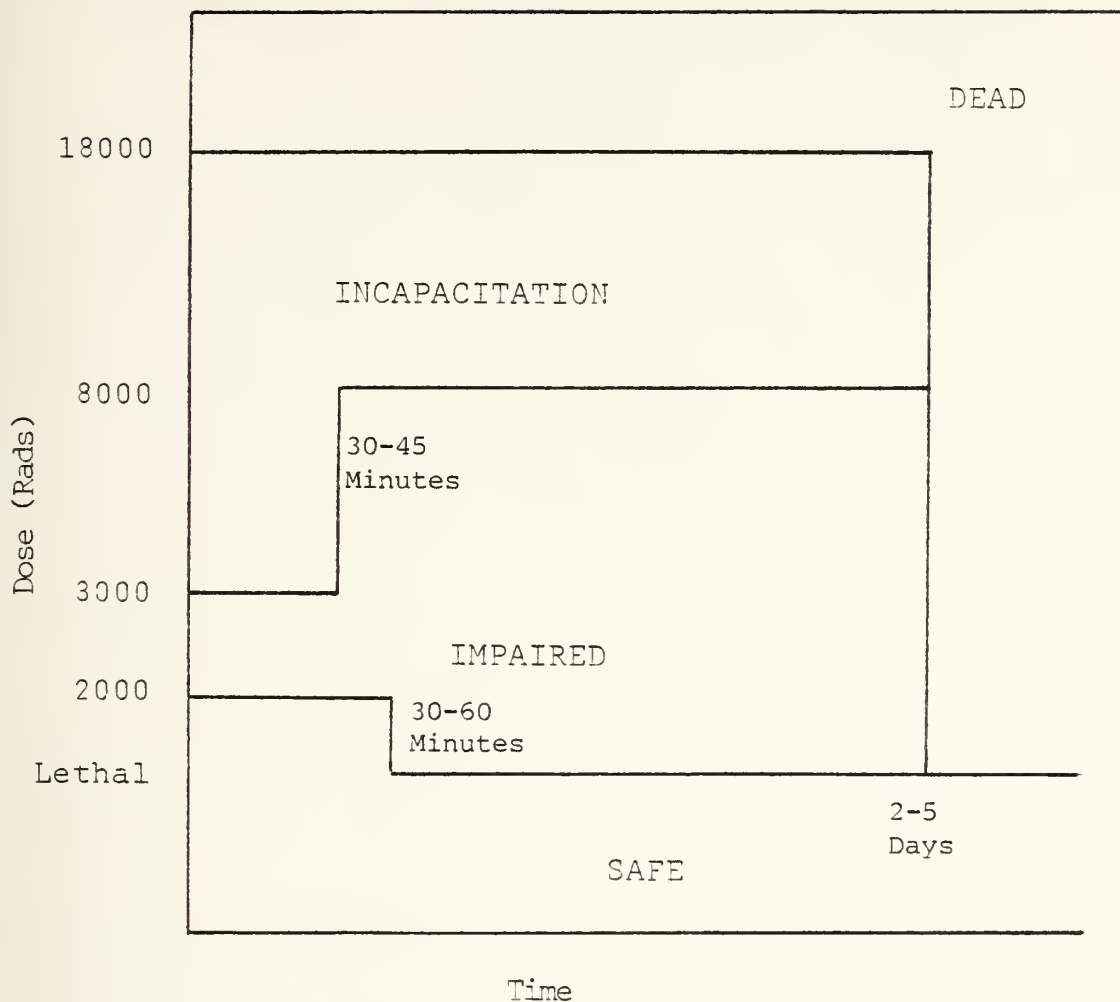 DEAD
18000
INCAPACITATION
8000
30-45
Minutes
Dose (Rads)
3000
IMPAIRED
2000
30-60
Minutes
Lethal
2-5
Days
SAFE
Time